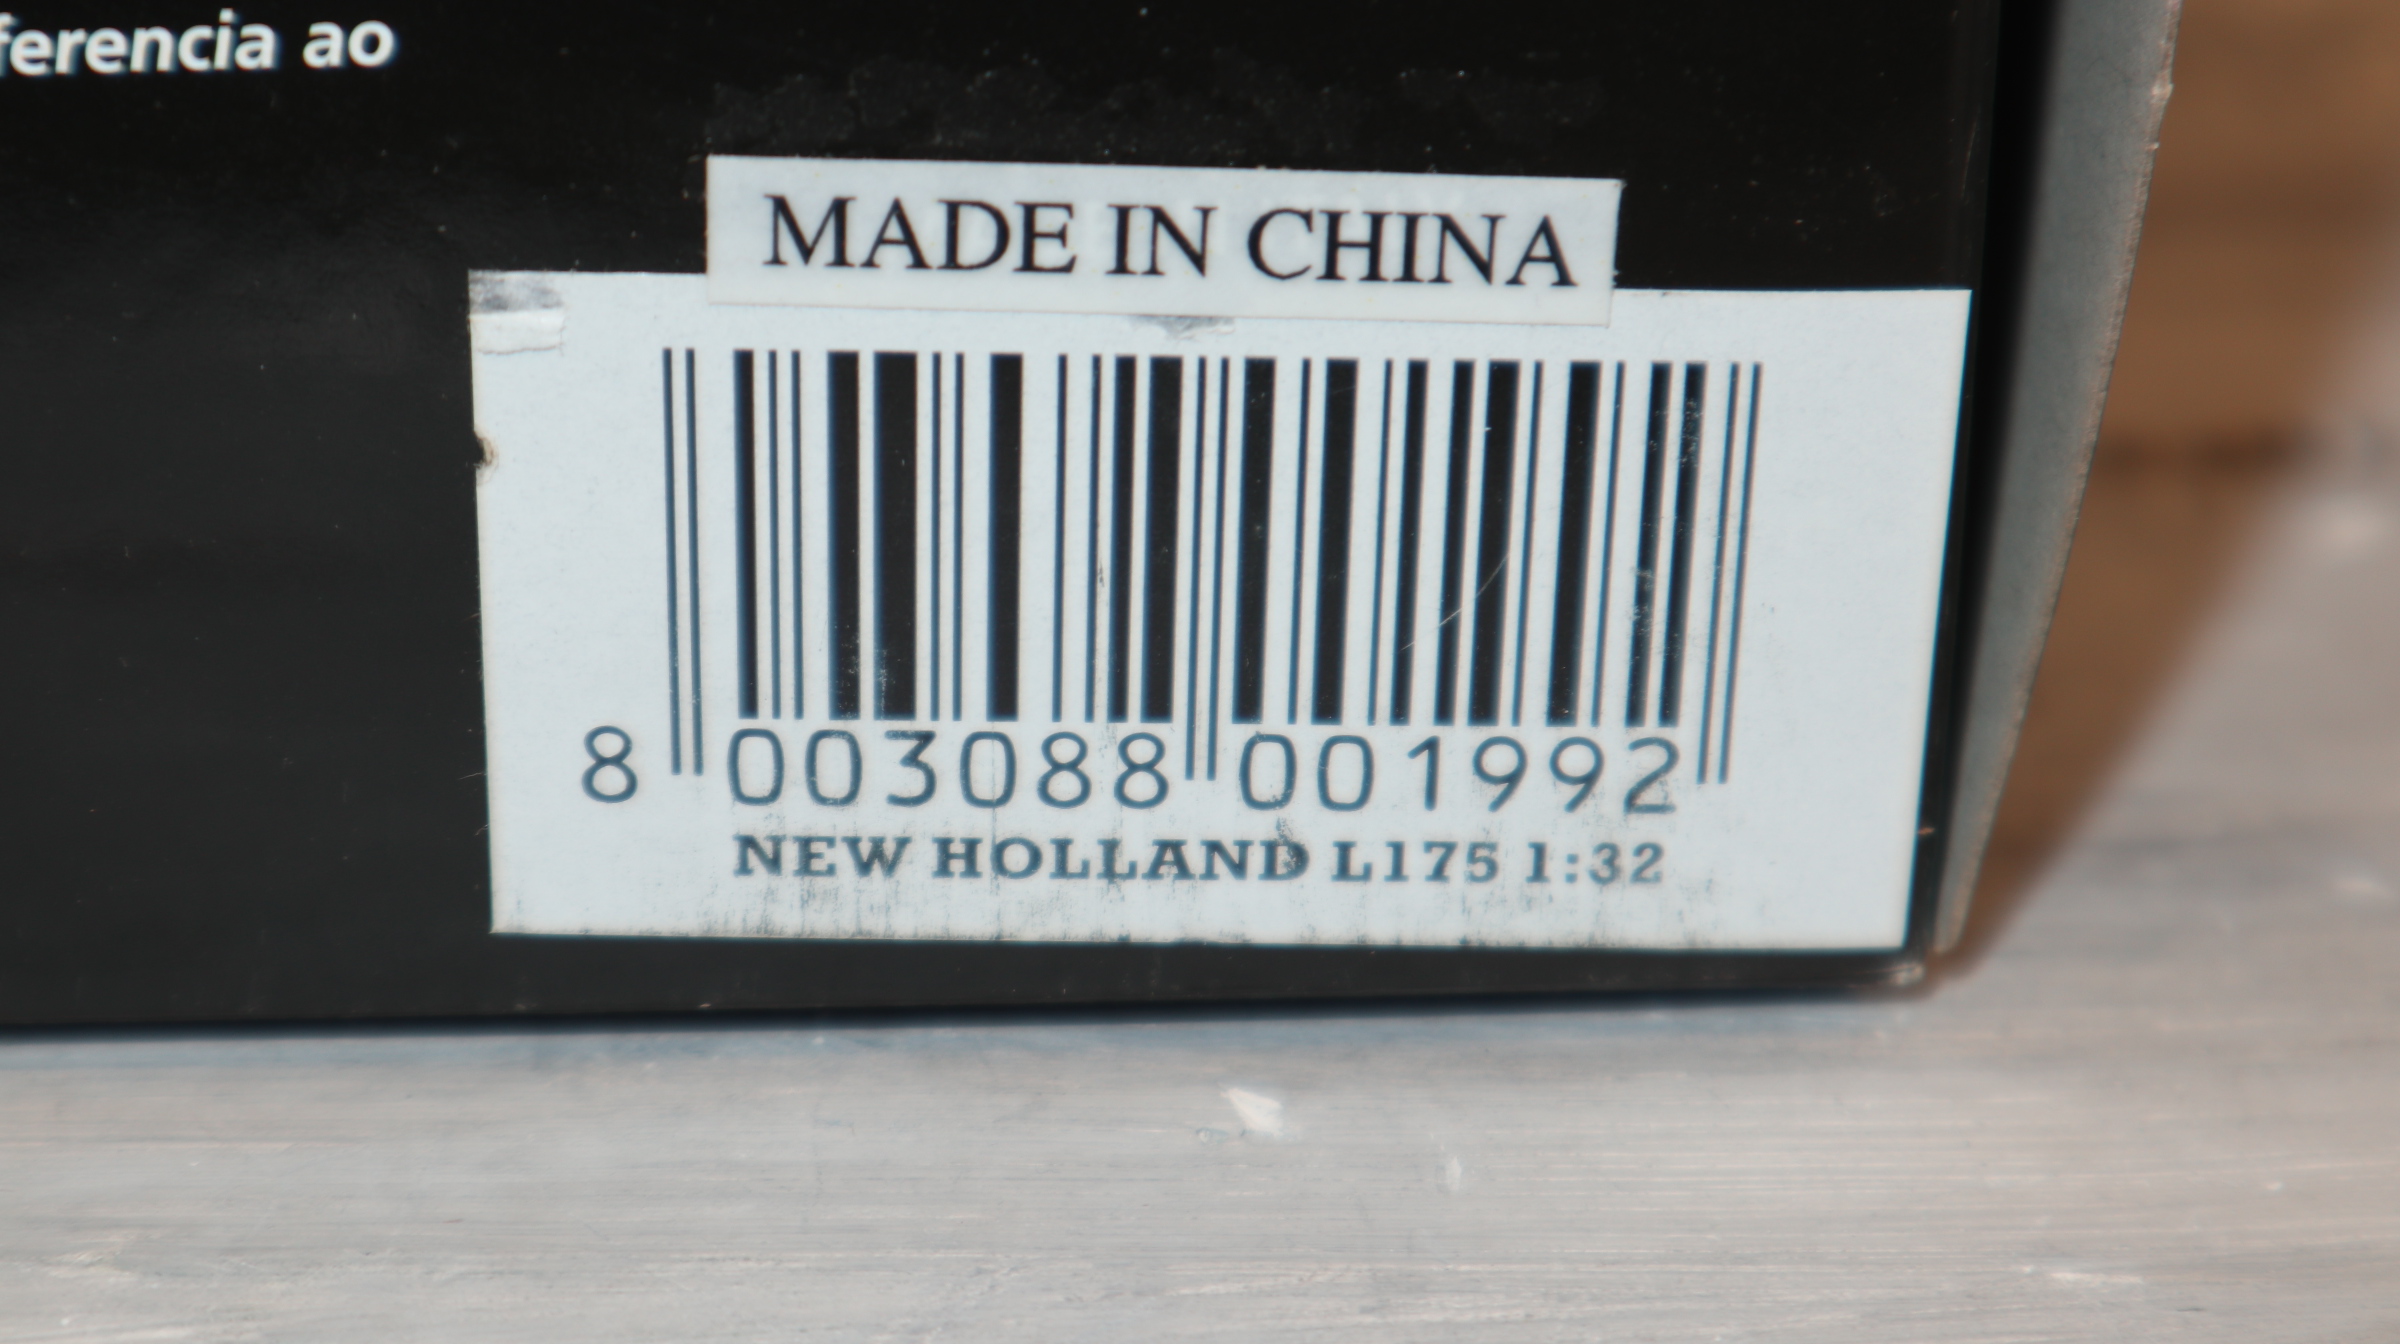 ferencia ao
MADE IN CHINA
8 003088 001992
NEW HOLLAND L175 1:32